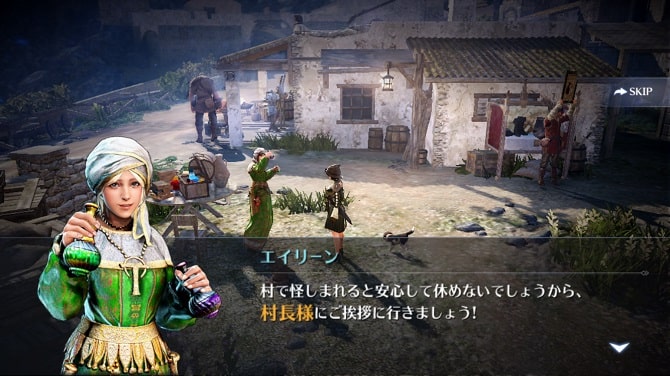 SKIP
エイリーン
村で怪しまれると安心して休めないでしょうから、
村長様にご挨拶に行きましょう!